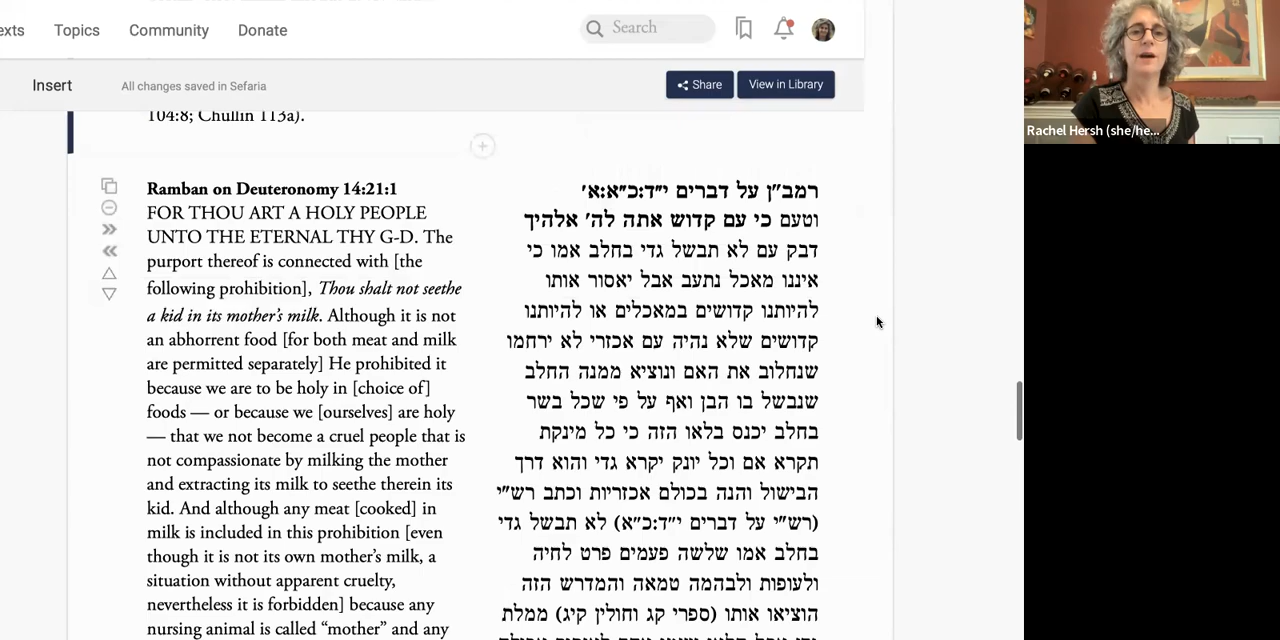 exts
Topics
Community
Donate
Search
Insert
All changes saved in Sefaria
Share
View in Library
104:8; Chullin 113a).
Ramban on Deuteronomy 14:21:1
FOR THOU ART A HOLY PEOPLE
UNTO THE ETERNAL THY G-D. The
purport thereof is connected with [the
following prohibition], Thou shalt not seethe
a kid in its mother's milk. Although it is not
an abhorrent food [for both meat and milk
are permitted separately] He prohibited it
because we are to be holy in [choice of]
foods — or because we [ourselves] are holy
— that we not become a cruel people that is
not compassionate by milking the mother
and extracting its milk to seethe therein its
kid. And although any meat [cooked] in
milk is included in this prohibition [even
though it is not its own mother's milk, a
situation without apparent cruelty,
nevertheless it is forbidden] because any
nursing animal is called “mother” and any
רמב״ן על דברים י״ד:כ״א:א׳
וטעם כי עם קדוש אתה לה׳ אלהיך
דבק עם לא תבשל גדי בחלב אמו כי
איננו מאכל נתעב אבל יאסור אותו
להיותנו קדושים במאכלים או להיותנו
קדושים שלא נהיה עם אכזרי לא ירחמו
שנחלוב את האם ונוציא ממנה החלב
שנבשל בו הבן ואף על פי שכל בשר
בחלב יכנס בלאו הזה כי כל מינקת
תקרא אם וכל יונק יקרא גדי והוא דרך
הבישול והנה בכולם אכזריות וכתב רש״י
(רש״י על דברים י״ד:כ״א) לא תבשל גדי
בחלב אמו שלשה פעמים פרט לחיה
ולעופות ולבהמה טמאה והמדרש הזה
הוציאו אותו (ספרי קג וחולין קיג) ממלת
Rachel Hersh (she/he...